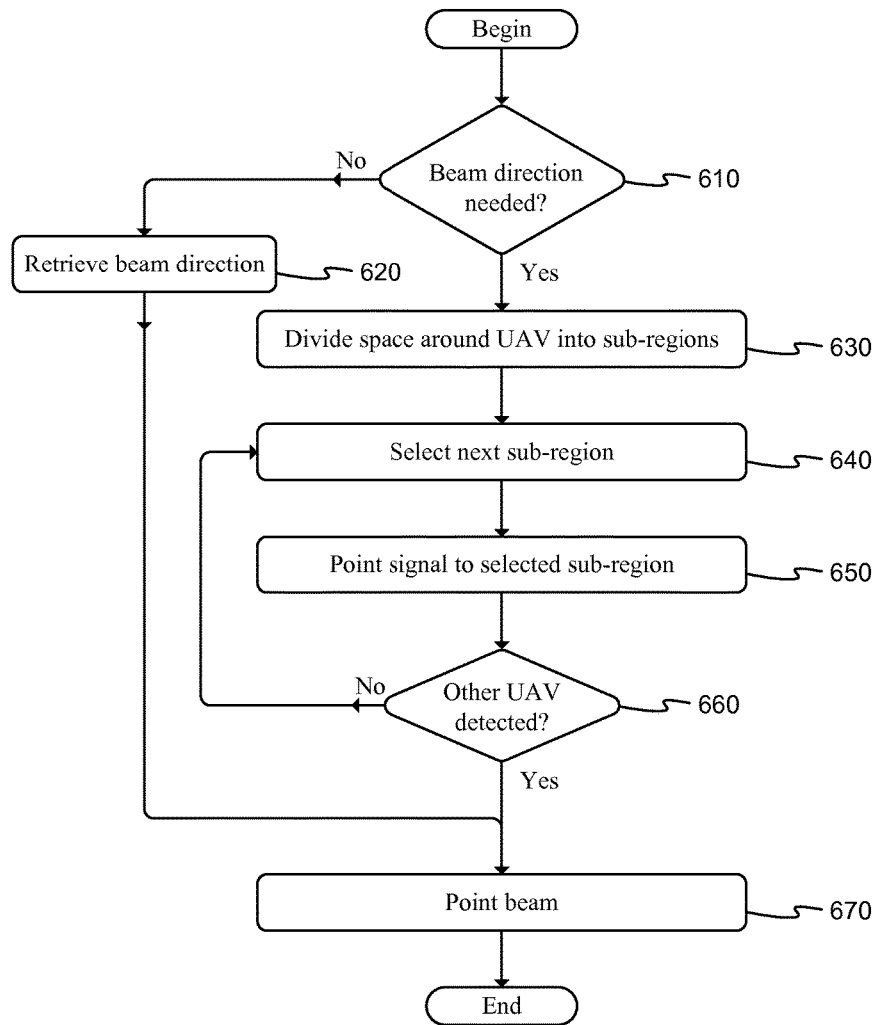 Begin
No
Beam direction
needed?
610
Retrieve beam direction
620
Yes
Divide space around UAV into sub-regions
630
Select next sub-region
640
Point signal to selected sub-region
650
No
Other UAV
detected?
660
Yes
Point beam
670
End